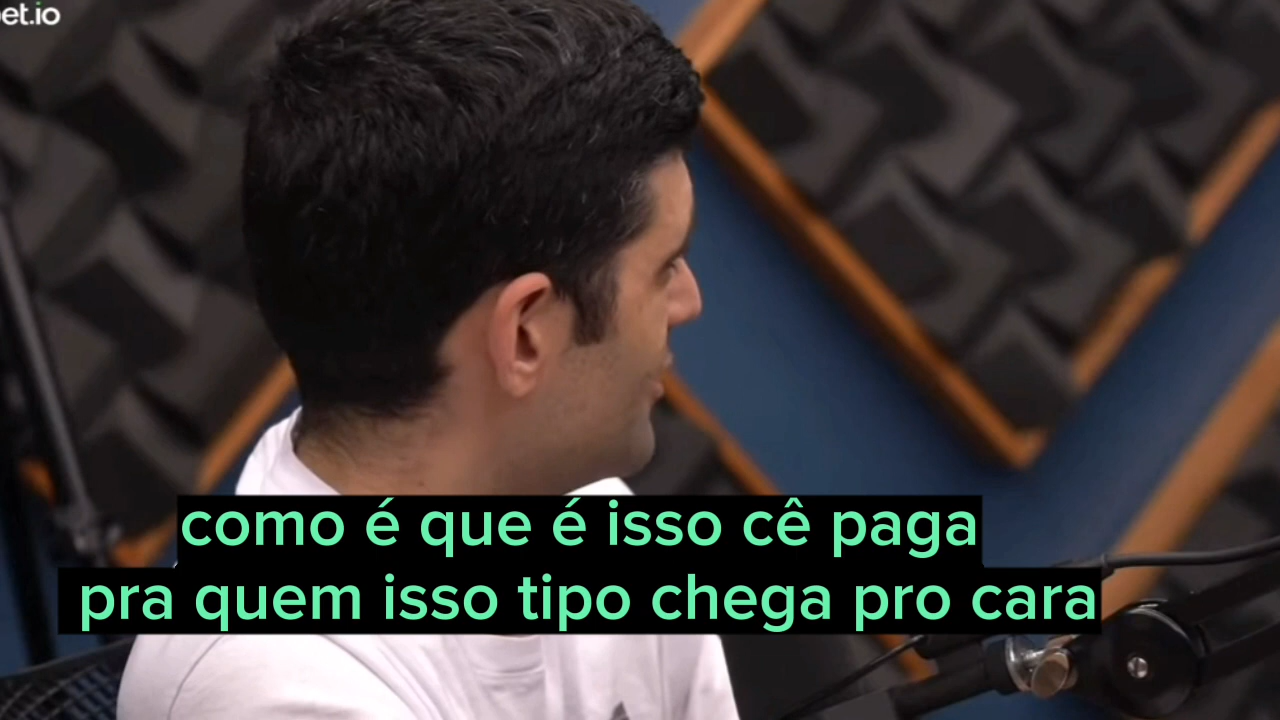 et.io
como é que é isso cê paga
pra quem isso tipo chega pro cara